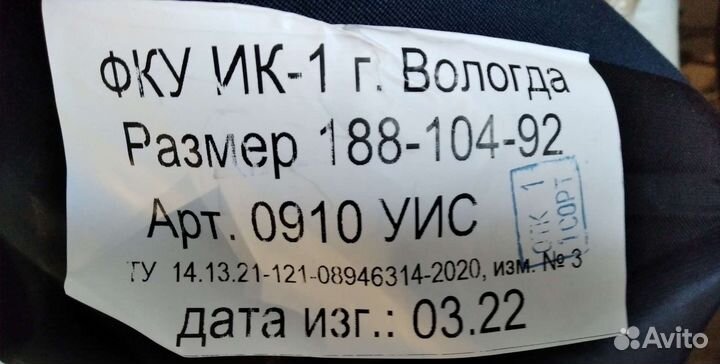 ФКУ ИК-1 г. Вологда
Размер 188-104-92
Арт. 0910 УИС
ОТК 1
1 СОРТ
ТУ 14.13.21-121-08946314-2020, изм. № 3
дата изг.: 03.22
Avito